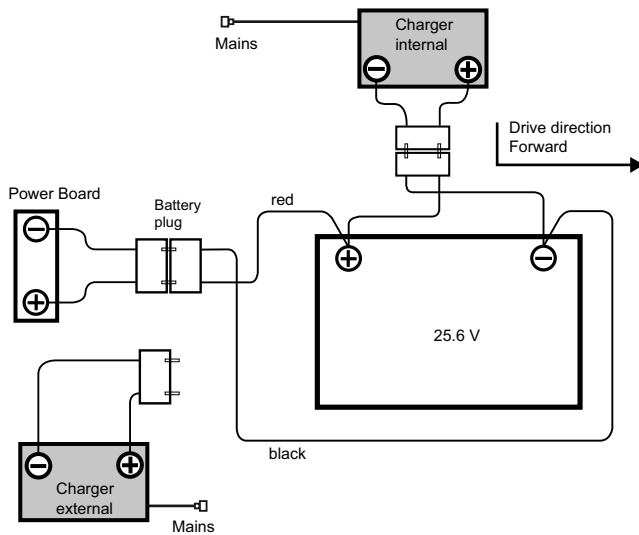 Charger
internal
Mains
Drive direction
Forward
Power Board
Battery
plug
red
25.6 V
black
Charger
external
Mains